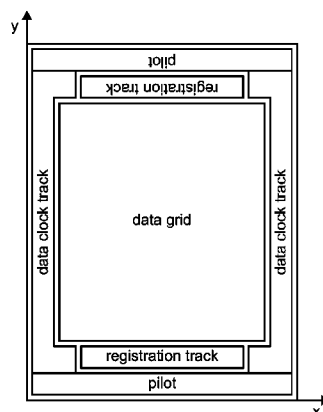 y
pilot
registration track
data clock track
data grid
data clock track
registration track
pilot
x